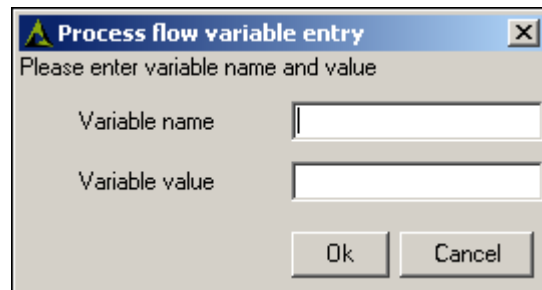 Process flow variable entry
Please enter variable name and value
Variable name
Variable value
Ok
Cancel